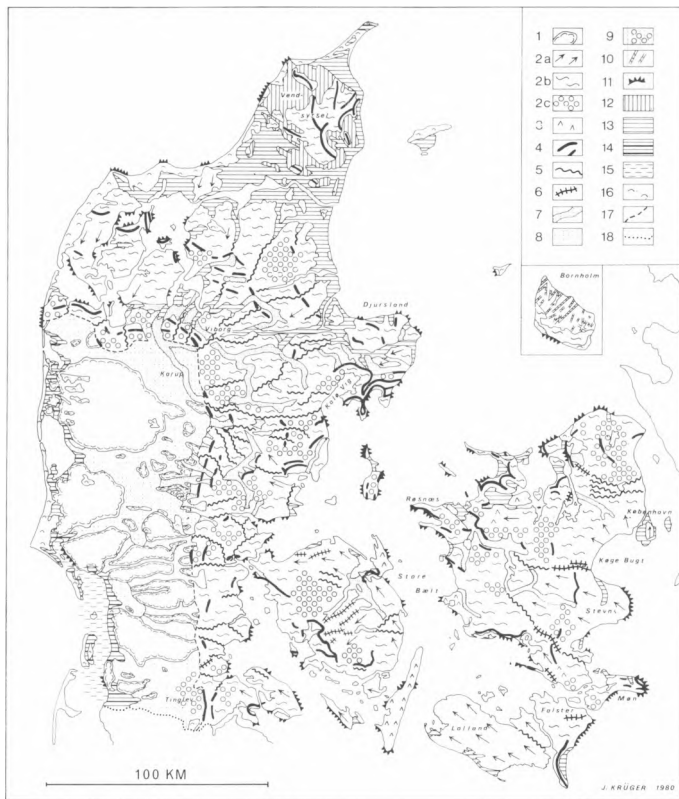 1 9
2a 10
2b 11
2c 12
3 13
4 14
5 15
6 16
7 17
8 18
Vend-
syssel
Bornholm
Djursland
Viborg
Karup
Kalø Vig
Røsnæs
København
Køge Bugt
Store
Bælt
Stevns
Møn
Falster
Lolland
Tinglev
100 KM
J. KRÜGER 1980